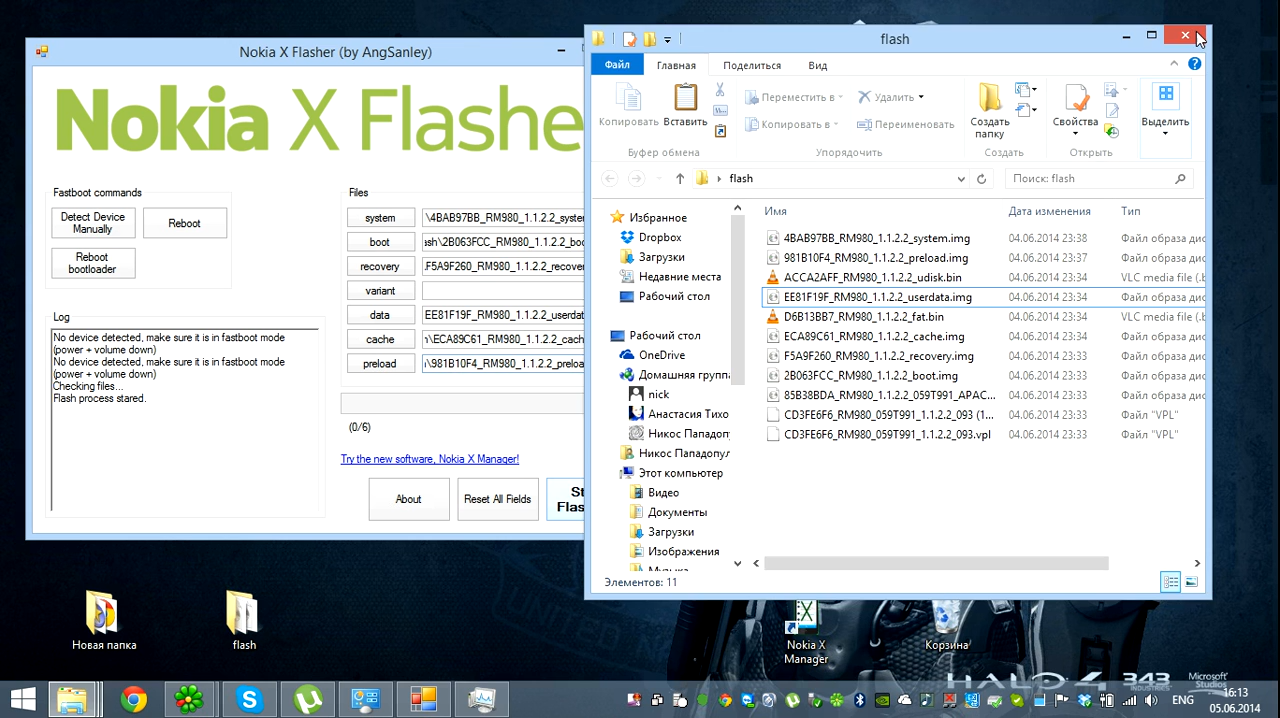 Nokia X Flasher (by AngSanley)
Nokia X Flashe
Fastboot commands
Detect Device
Manually
Reboot
Reboot
bootloader
Log
No device detected, make sure it is in fastboot mode
(power + volume down)
No device detected, make sure it is in fastboot mode
(power + volume down)
Checking files...
Flash process stared.
Files
system
\4BAB97BB_RM980_1.1.2.2_syste
boot
\2B063FCC_RM980_1.1.2.2_boo
recovery
F5A9F260_RM980_1.1.2.2_recover
variant
data
EE81F19F_RM980_1.1.2.2_userdat
cache
\ECA89C61_RM980_1.1.2.2_cach
preload
\981B10F4_RM980_1.1.2.2_preloa
(0/6)
Try the new software, Nokia X Manager!
About
Reset All Fields
St
Flas
flash
Файл
Главная
Поделиться
Вид
Копировать
Вставить
Переместить в
Копировать в
Удалить
Переименовать
Создать
папку
Свойства
Выделить
Буфер обмена
Упорядочить
Создать
Открыть
flash
Поиск: flash
Избранное
Dropbox
Загрузки
Недавние места
Рабочий стол
Рабочий стол
OneDrive
Домашняя групп
nick
Анастасия Тихо
Никос Пападоп
Никос Пападопул
Этот компьютер
Видео
Документы
Загрузки
Изображения
Музыка
Имя
Дата изменения
Тип
4BAB97BB_RM980_1.1.2.2_system.img 04.06.2014 23:38 Файл образа дис
981B10F4_RM980_1.1.2.2_preload.img 04.06.2014 23:37 Файл образа дис
ACCA2AFF_RM980_1.1.2.2_udisk.bin 04.06.2014 23:34 VLC media file (.b
EE81F19F_RM980_1.1.2.2_userdata.img 04.06.2014 23:34 Файл образа дис
D6B13BB7_RM980_1.1.2.2_fat.bin 04.06.2014 23:34 VLC media file (.b
ECA89C61_RM980_1.1.2.2_cache.img 04.06.2014 23:34 Файл образа дис
F5A9F260_RM980_1.1.2.2_recovery.img 04.06.2014 23:33 Файл образа дис
2B063FCC_RM980_1.1.2.2_boot.img 04.06.2014 23:33 Файл образа дис
85B38BDA_RM980_1.1.2.2_059T991_APAC... 04.06.2014 23:33 Файл образа дис
CD3FE6F6_RM980_059T991_1.1.2.2_093 (1... 04.06.2014 23:33 Файл "VPL"
CD3FE6F6_RM980_059T991_1.1.2.2_093.vpl 04.06.2014 23:33 Файл "VPL"
Элементов: 11
Новая папка
flash
Nokia X
Manager
Корзина
HALO 4
343
INDUSTRIES
Microsoft
Studios
ENG
16:13
05.06.2014